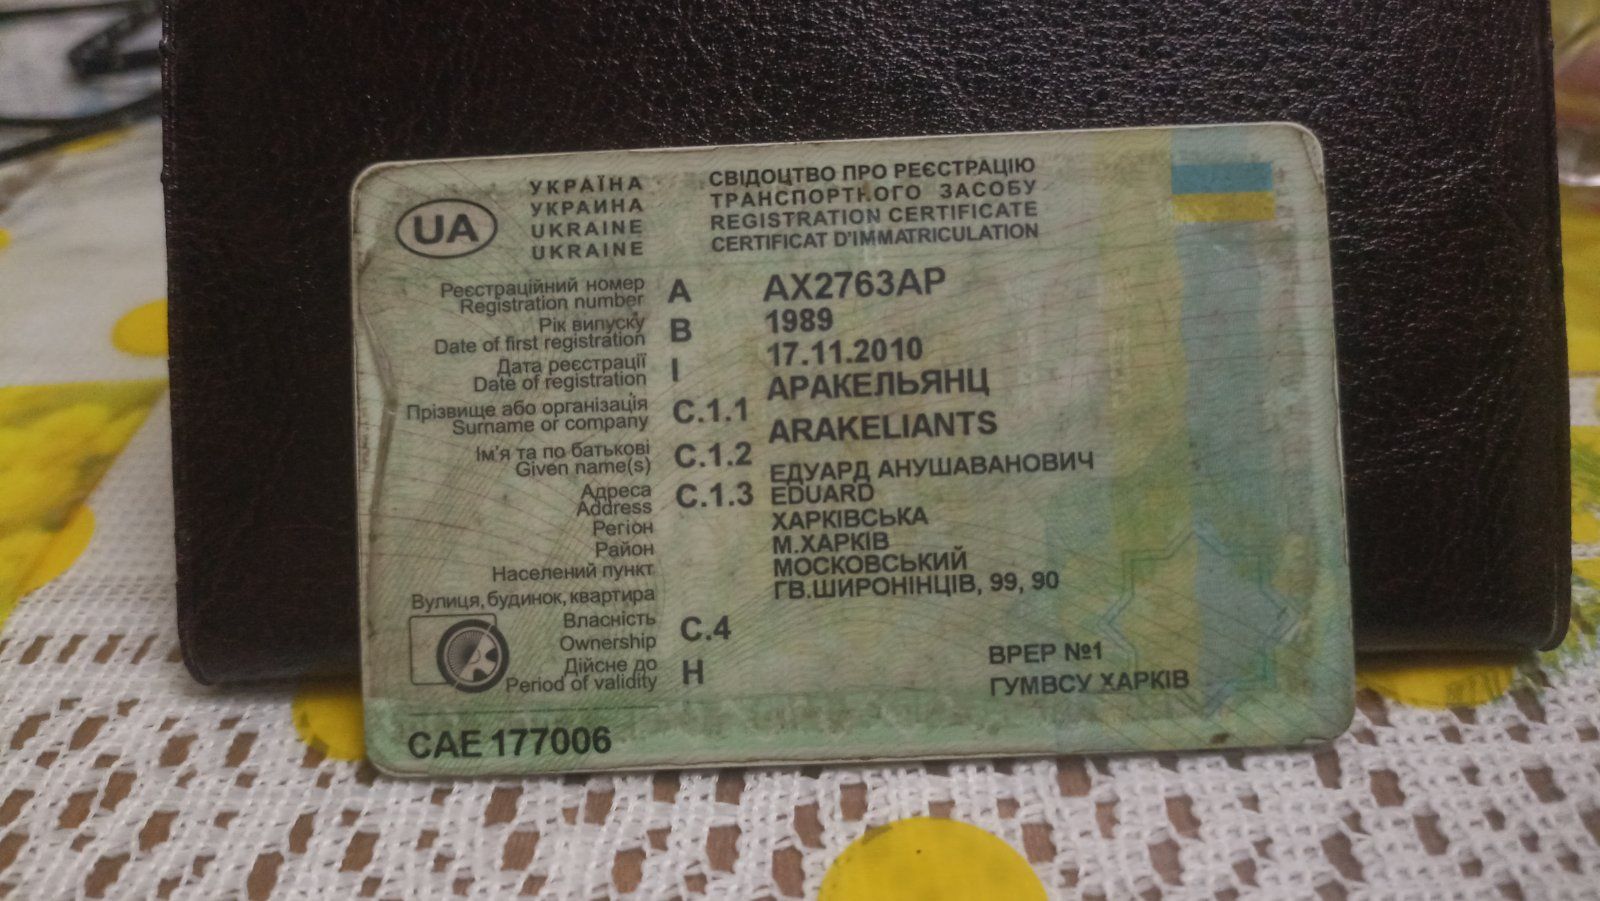 UA
УКРАЇНА
УКРАИНА
UKRAINE
UKRAINE
СВІДОЦТВО ПРО РЕЄСТРАЦІЮ
ТРАНСПОРТНОГО ЗАСОБУ
REGISTRATION CERTIFICATE
CERTIFICAT D'IMMATRICULATION
Реєстраційний номер
Registration number
A
AX2763AP
Рік випуску
Date of first registration
B
1989
Дата реєстрації
Date of registration
I
17.11.2010
Прізвище або організація
Surname or company
C.1.1
АРАКЕЛЬЯНЦ
ARAKELIANTS
Ім'я та по батькові
Given name(s)
C.1.2
ЕДУАРД АНУШАВАНОВИЧ
EDUARD
Адреса
Address
C.1.3
Регіон
ХАРКІВСЬКА
Район
М.ХАРКІВ
Населений пункт
МОСКОВСЬКИЙ
Вулиця, будинок, квартира
ГВ.ШИРОНІНЦІВ, 99, 90
Власність
Ownership
C.4
Дійсне до
Period of validity
H
ВРЕР №1
ГУМВСУ ХАРКІВ
CAE 177006